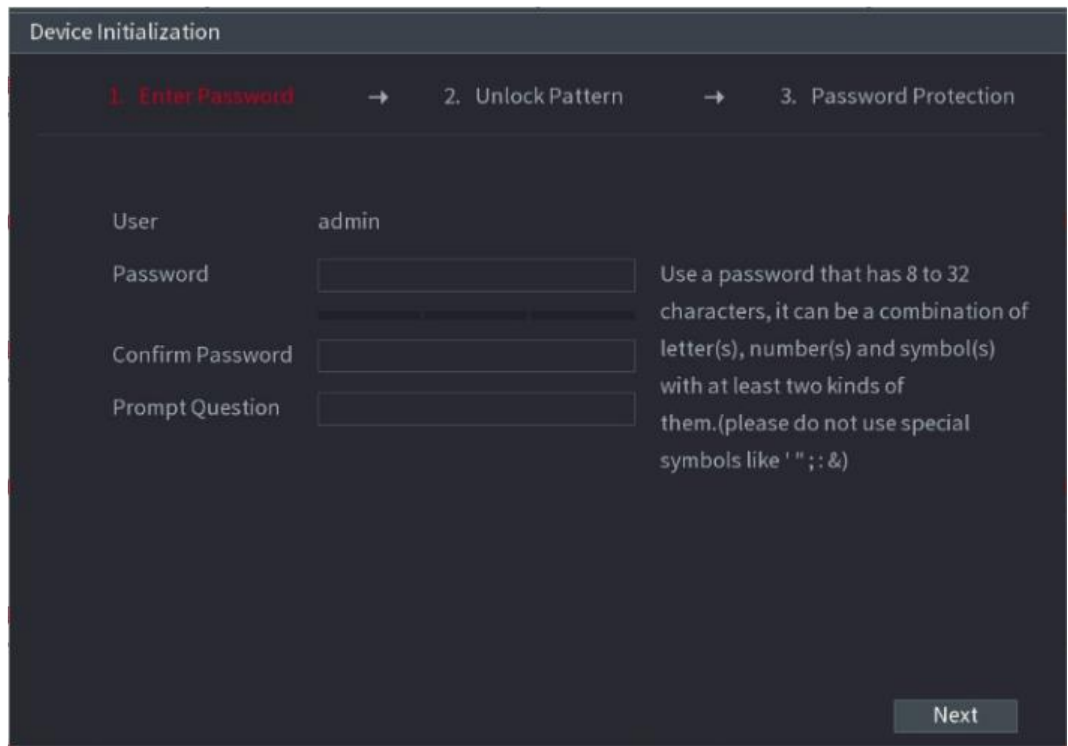 Device Initialization
1. Enter Password → 2. Unlock Pattern → 3. Password Protection
User admin
Password
Use a password that has 8 to 32
characters, it can be a combination of
letter(s), number(s) and symbol(s)
with at least two kinds of
them.(please do not use special
symbols like ' " ; : &)
Confirm Password
Prompt Question
Next